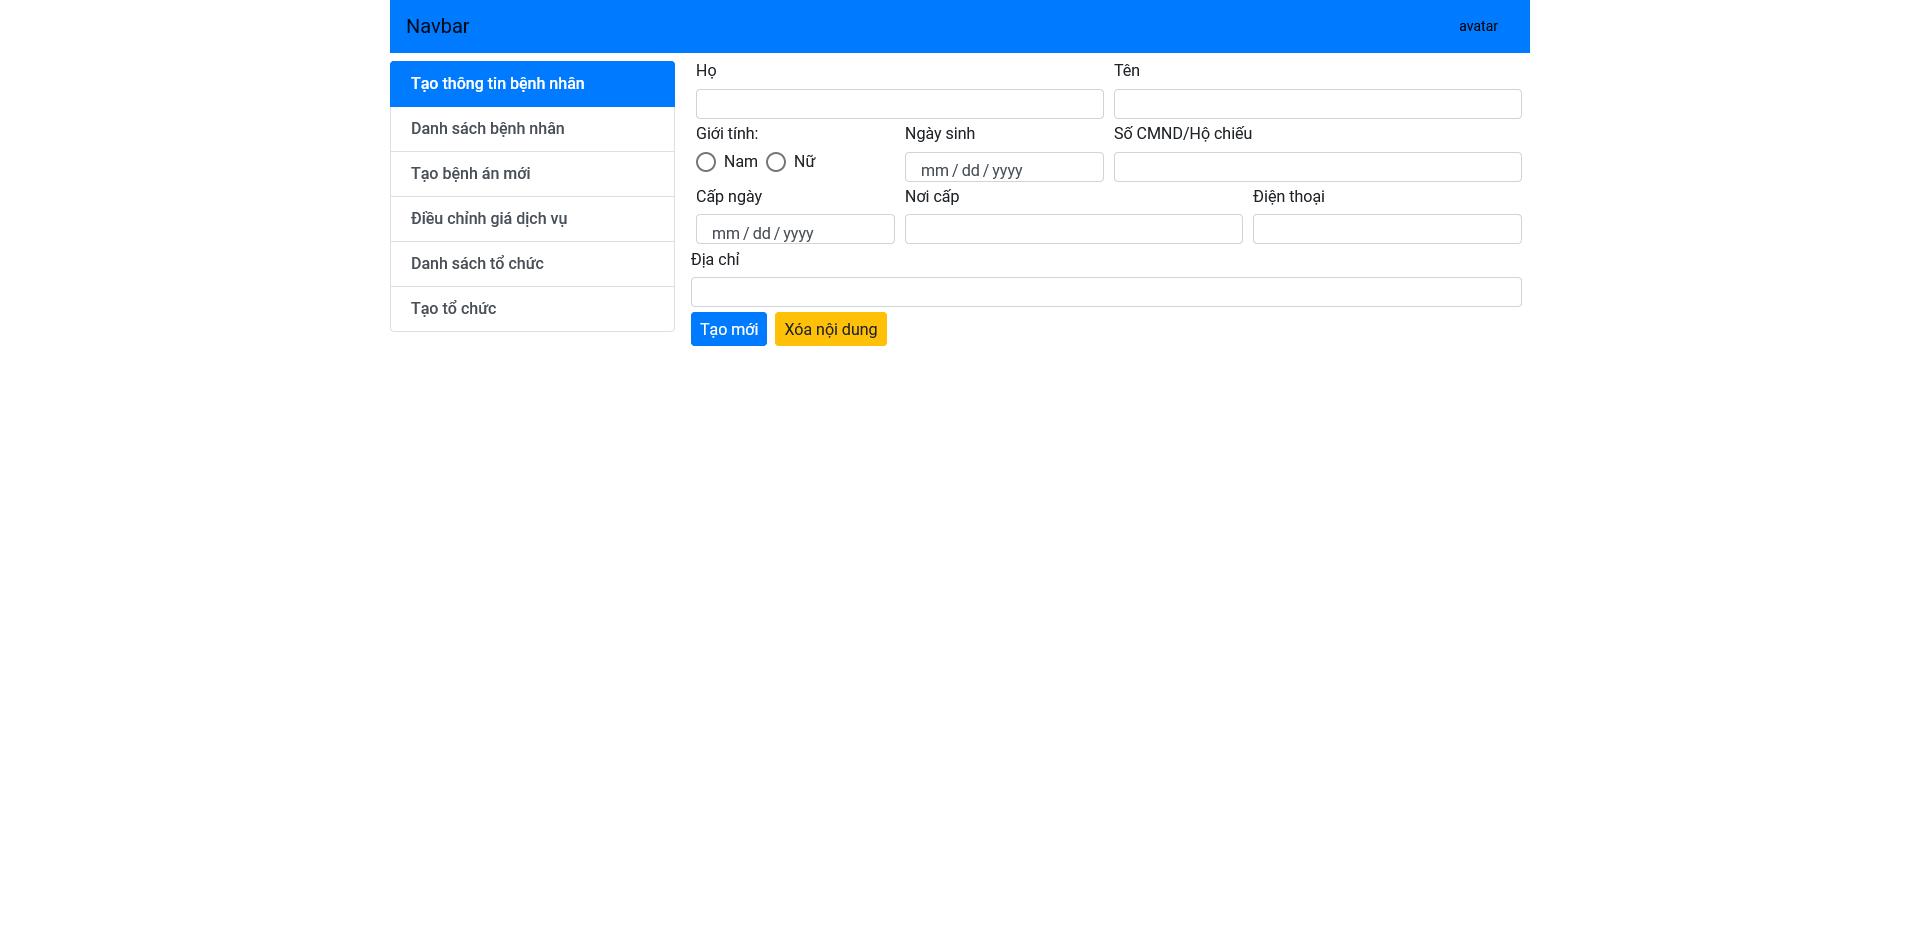 Navbar
avatar
Tạo thông tin bệnh nhân
Danh sách bệnh nhân
Tạo bệnh án mới
Điều chỉnh giá dịch vụ
Danh sách tổ chức
Tạo tổ chức
Họ
Tên
Giới tính:
Ngày sinh
Số CMND/Hộ chiếu
Nam
Nữ
mm / dd / yyyy
Cấp ngày
Nơi cấp
Điện thoại
mm / dd / yyyy
Địa chỉ
Tạo mới
Xóa nội dung